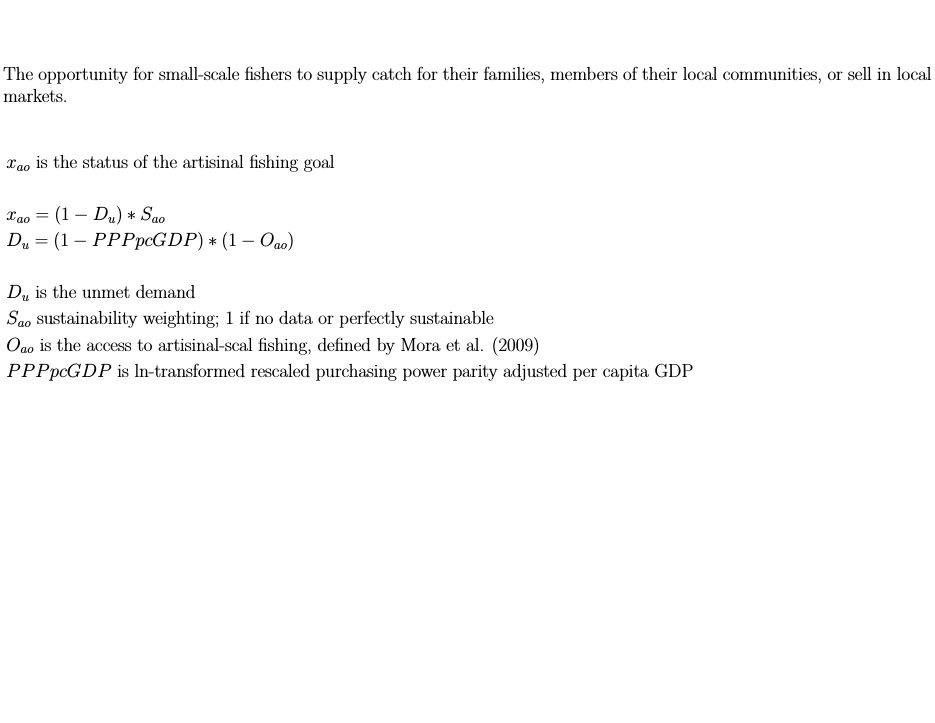 The opportunity for small-scale fishers to supply catch for their families, members of their local communities, or sell in local
markets.
x_{ao} is the status of the artisinal fishing goal
x_{ao} = (1 − D_u) * S_{ao}
D_u = (1 − PPPpcGDP) * (1 − O_{ao})
D_u is the unmet demand
S_{ao} sustainability weighting; 1 if no data or perfectly sustainable
O_{ao} is the access to artisinal-scal fishing, defined by Mora et al. (2009)
PPPpcGDP is ln-transformed rescaled purchasing power parity adjusted per capita GDP